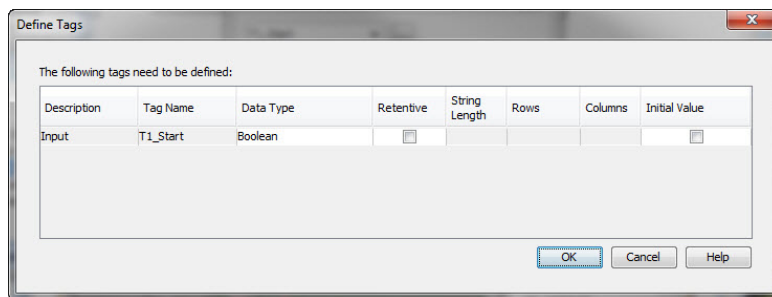 Define Tags
The following tags need to be defined:
Description Tag Name Data Type Retentive String Length Rows Columns Initial Value
Input T1_Start Boolean
OK Cancel Help